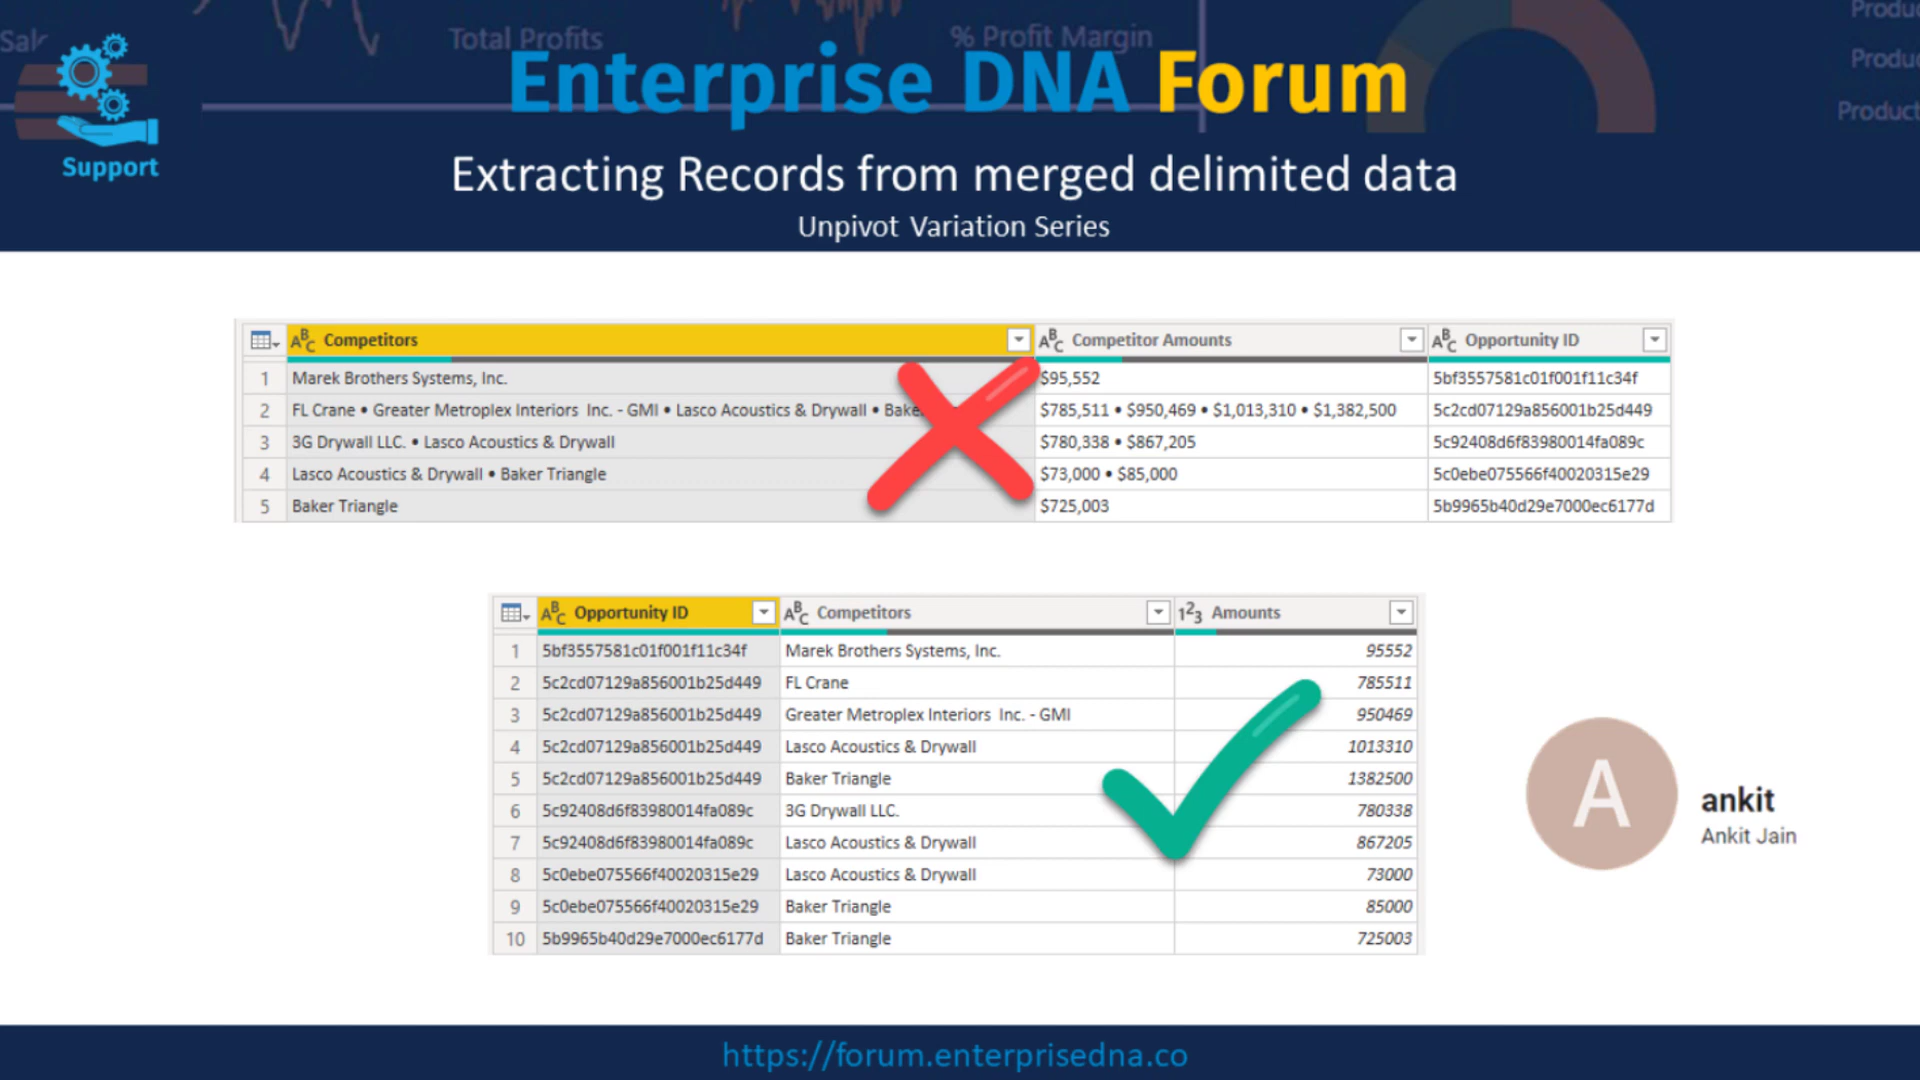 Total Profits
% Profit Margin
Support
Enterprise DNA Forum
Extracting Records from merged delimited data
Unpivot Variation Series
Competitors Competitor Amounts Opportunity ID
1 Marek Brothers Systems, Inc. $95,552 5bf3557581c01f001f11c34f
2 FL Crane • Greater Metroplex Interiors  Inc. - GMI • Lasco Acoustics & Drywall • $785,511 • $950,469 • $1,013,310 • $1,382,500 5c2cd07129a856001b25d449
3 3G Drywall LLC. • Lasco Acoustics & Drywall $780,338 • $867,205 5c92408d6f83980014fa089c
4 Lasco Acoustics & Drywall • Baker Triangle $73,000 • $85,000 5c0ebe075566f40020315e29
5 Baker Triangle $725,003 5b9965b40d29e7000ec6177d
Opportunity ID Competitors Amounts
1 5bf3557581c01f001f11c34f Marek Brothers Systems, Inc. 95552
2 5c2cd07129a856001b25d449 FL Crane 785511
3 5c2cd07129a856001b25d449 Greater Metroplex Interiors  Inc. - GMI 950469
4 5c2cd07129a856001b25d449 Lasco Acoustics & Drywall 1013310
5 5c2cd07129a856001b25d449 Baker Triangle 1382500
6 5c92408d6f83980014fa089c 3G Drywall LLC. 780338
7 5c92408d6f83980014fa089c Lasco Acoustics & Drywall 867205
8 5c0ebe075566f40020315e29 Lasco Acoustics & Drywall 73000
9 5c0ebe075566f40020315e29 Baker Triangle 85000
10 5b9965b40d29e7000ec6177d Baker Triangle 725003
A
ankit
Ankit Jain
https://forum.enterprisedna.co